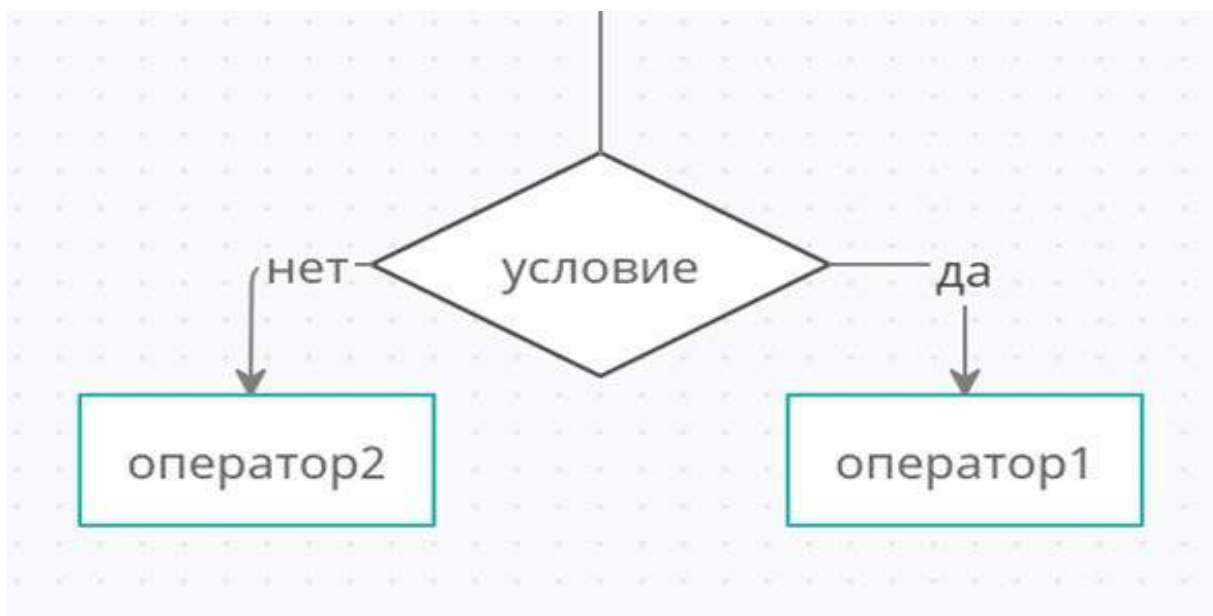 нет
условие
да
оператор2
оператор1